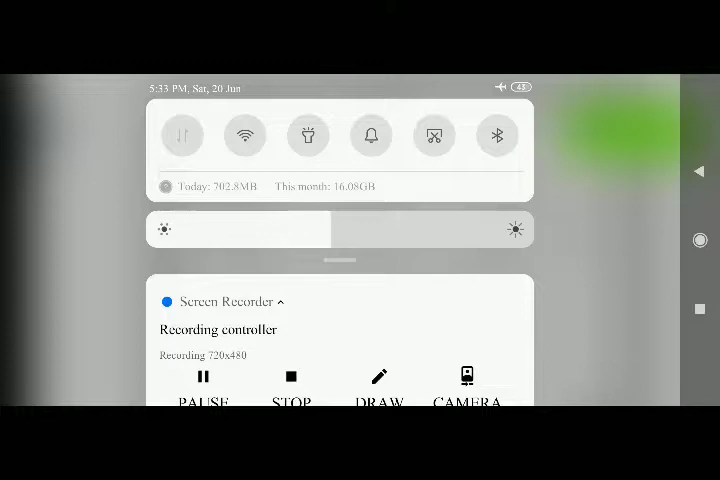 5:33 PM, Sat, 20 Jun
43
Today: 702.8MB This month: 16.08GB
Screen Recorder
Recording controller
Recording 720x480
PAUSE STOP DRAW CAMERA